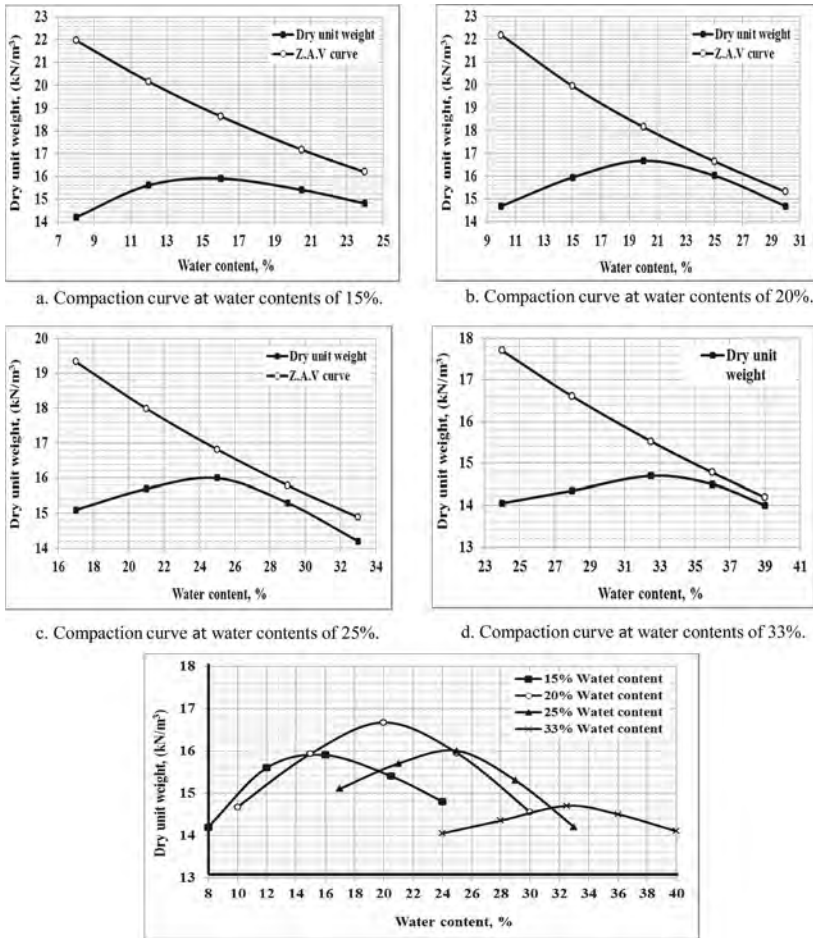 Dry unit weight, (kN/m³)
23
22
21
20
19
18
17
16
15
14
Dry unit weight
Z.A.V curve
7 9 11 13 15 17 19 21 23 25
Water content, %
a. Compaction curve at water contents of 15%.
Dry unit weight, (kN/m³)
23
22
21
20
19
18
17
16
15
14
Dry unit weight
Z.A.V curve
9 11 13 15 17 19 21 23 25 27 29 31
Water content, %
b. Compaction curve at water contents of 20%.
Dry unit weight, (kN/m³)
20
19
18
17
16
15
14
Dry unit weight
Z.A.V curve
16 18 20 22 24 26 28 30 32 34
Water content, %
c. Compaction curve at water contents of 25%.
Dry unit weight, (kN/m³)
18
17
16
15
14
13
Dry unit
weight
23 25 27 29 31 33 35 37 39 41
Water content, %
d. Compaction curve at water contents of 33%.
Dry unit weight, (kN/m³)
18
17
16
15
14
13
15% Watet content
20% Watet content
25% Watet content
33% Watet content
8 10 12 14 16 18 20 22 24 26 28 30 32 34 36 38 40
Water content, %